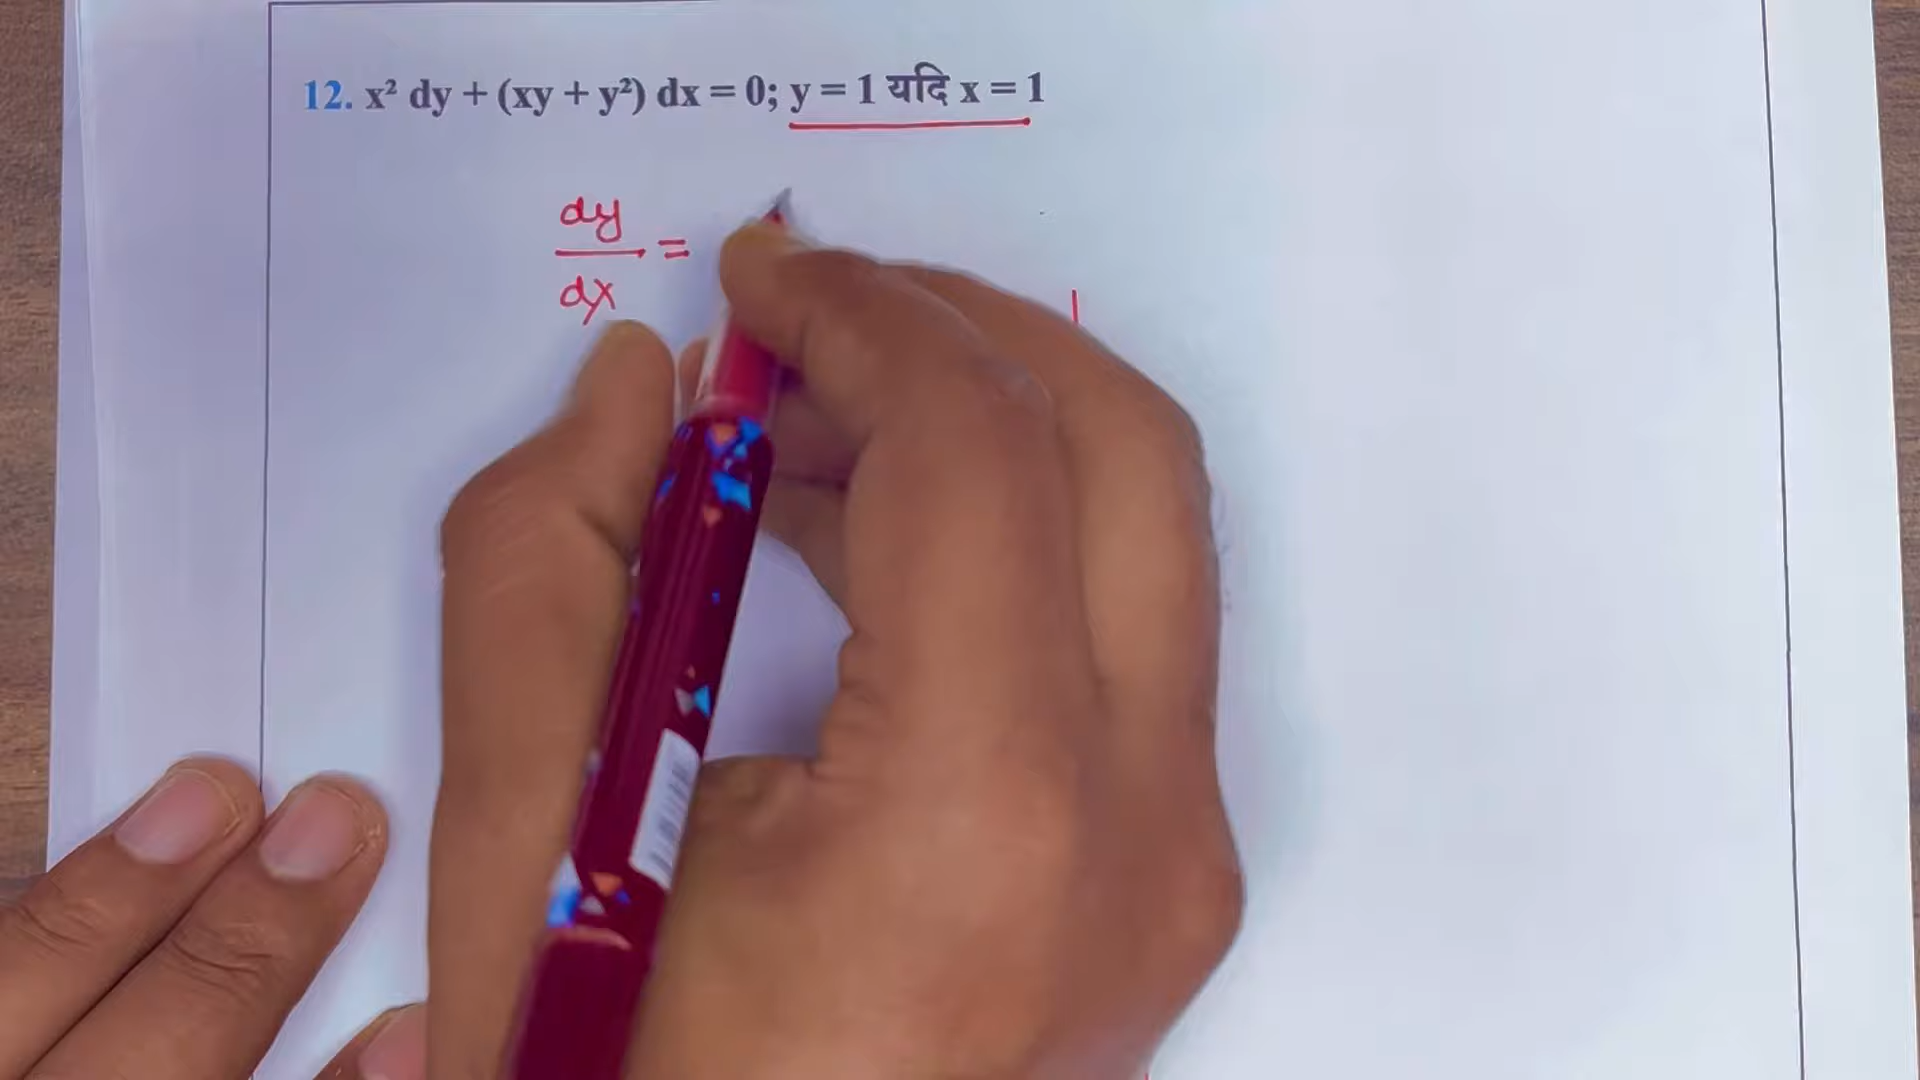 12. x² dy + (xy + y²) dx = 0; y = 1 यदि x = 1
dy
=
dx